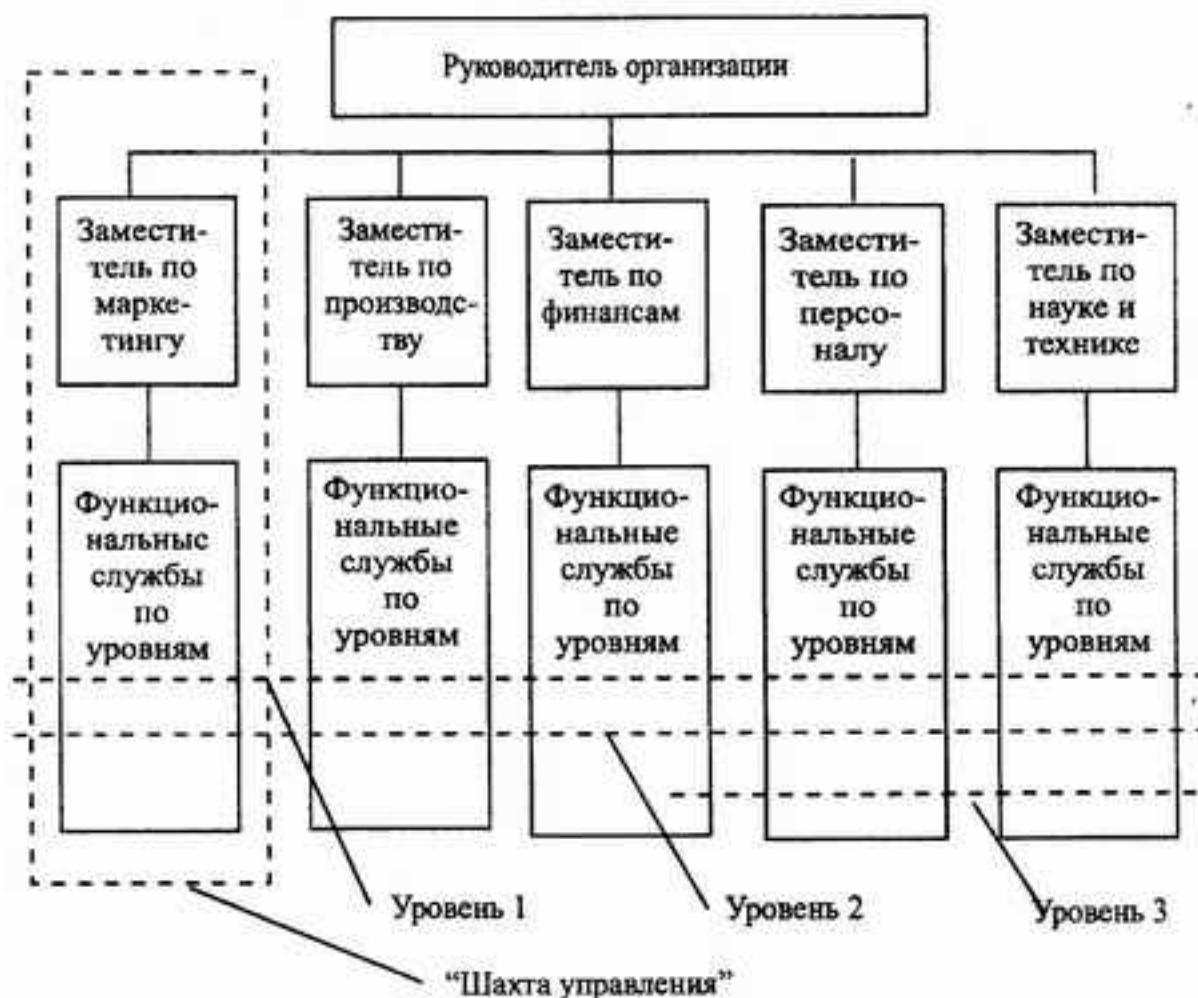 Руководитель организации
Замести-
тель по
марке-
тингу
Замести-
тель по
производс-
тву
Замести-
тель по
финансам
Замести-
тель по
персо-
налу
Замести-
тель по
науке и
технике
Функцио-
нальные
службы
по
уровням
Функцио-
нальные
службы
по
уровням
Функцио-
нальные
службы
по
уровням
Функцио-
нальные
службы
по
уровням
Функцио-
нальные
службы
по
уровням
Уровень 1
Уровень 2
Уровень 3
“Шахта управления”